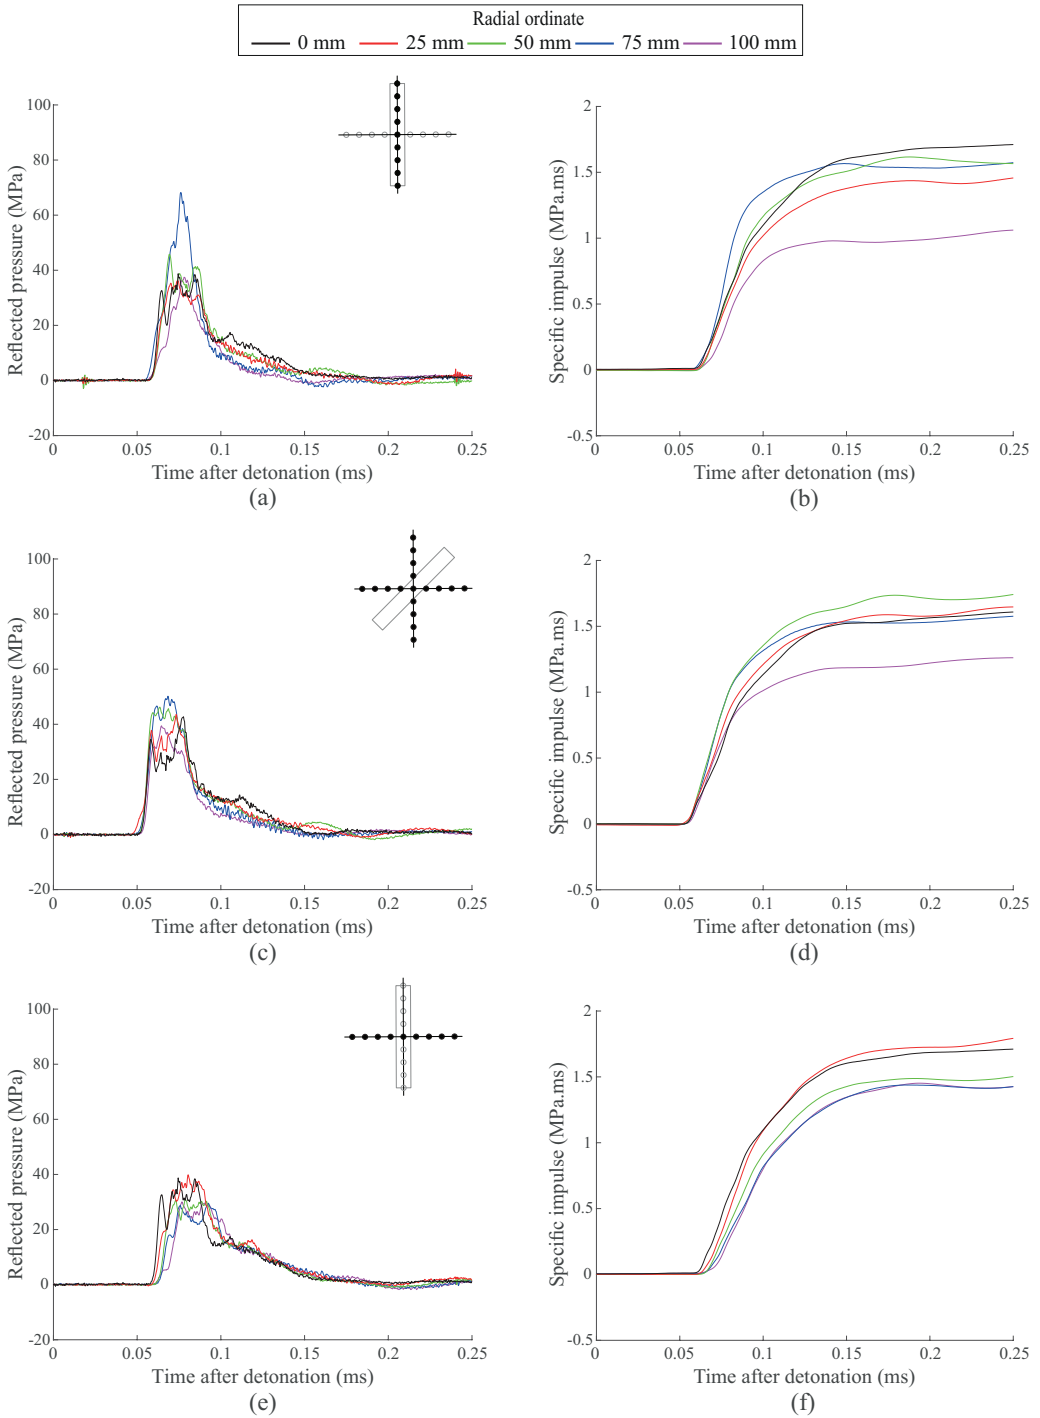 Radial ordinate
0 mm 25 mm 50 mm 75 mm 100 mm
Reflected pressure (MPa)
100
80
60
40
20
0
-20
0 0.05 0.1 0.15 0.2 0.25
Time after detonation (ms)
(a)
Specific impulse (MPa.ms)
2
1.5
1
0.5
0
-0.5
0 0.05 0.1 0.15 0.2 0.25
Time after detonation (ms)
(b)
Reflected pressure (MPa)
100
80
60
40
20
0
-20
0 0.05 0.1 0.15 0.2 0.25
Time after detonation (ms)
(c)
Specific impulse (MPa.ms)
2
1.5
1
0.5
0
-0.5
0 0.05 0.1 0.15 0.2 0.25
Time after detonation (ms)
(d)
Reflected pressure (MPa)
100
80
60
40
20
0
-20
0 0.05 0.1 0.15 0.2 0.25
Time after detonation (ms)
(e)
Specific impulse (MPa.ms)
2
1.5
1
0.5
0
-0.5
0 0.05 0.1 0.15 0.2 0.25
Time after detonation (ms)
(f)